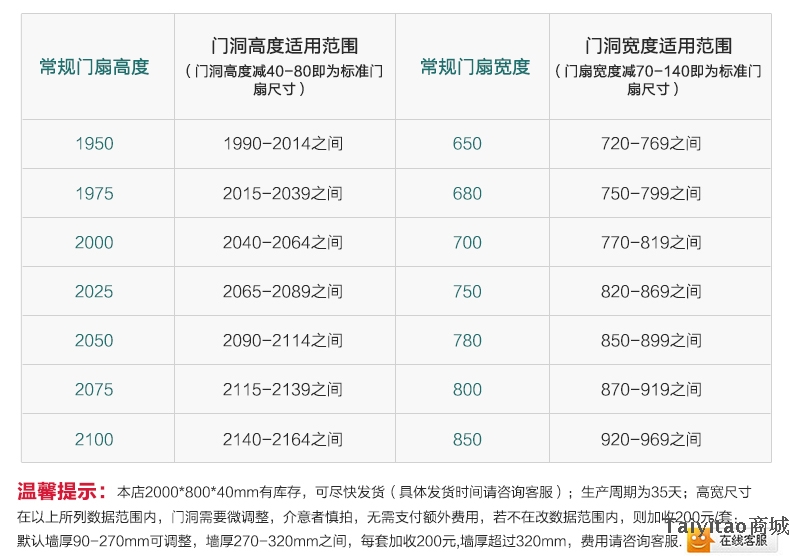 常规门扇高度 门洞高度适用范围 常规门扇宽度 门洞宽度适用范围
（门洞高度减40-80即为标准门 （门扇宽度减70-140即为标准门
扇尺寸） 扇尺寸）
1950 1990-2014之间 650 720-769之间
1975 2015-2039之间 680 750-799之间
2000 2040-2064之间 700 770-819之间
2025 2065-2089之间 750 820-869之间
2050 2090-2114之间 780 850-899之间
2075 2115-2139之间 800 870-919之间
2100 2140-2164之间 850 920-969之间
温馨提示：本店2000*800*40mm有库存，可尽快发货（具体发货时间请咨询客服）；生产周期为35天；高宽尺寸
在以上所列数据范围内，门洞需要微调整，介意者慎拍，无需支付额外费用，若不在改数据范围内，则加收200元/套；
默认墙厚90-270mm可调整，墙厚270-320mm之间，每套加收200元,墙厚超过320mm，费用请咨询客服.
在线客服
Taiyitao商城